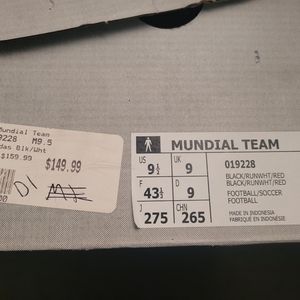 Mundial Team
19228 M9.5
das Blk/Wht
$159.99
$149.99
00
MUNDIAL TEAM
US 9½ UK 9
F 43⅓ D 9
J 275 CHN 265
019228
BLACK/RUNWHT/RED
BLACK/RUNWHT/RED
FOOTBALL/SOCCER
FOOTBALL
MADE IN INDONESIA
FABRIQUÉ EN INDONÉSIE